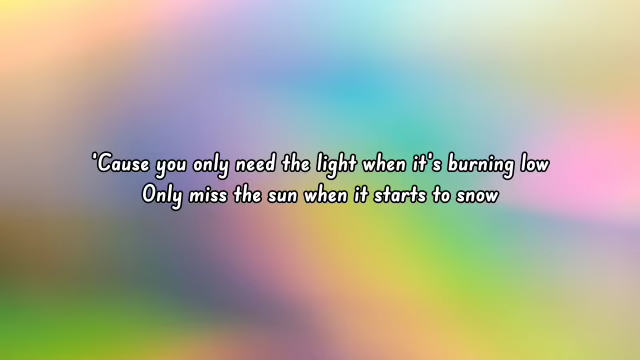 'Cause you only need the light when it's burning low
Only miss the sun when it starts to snow